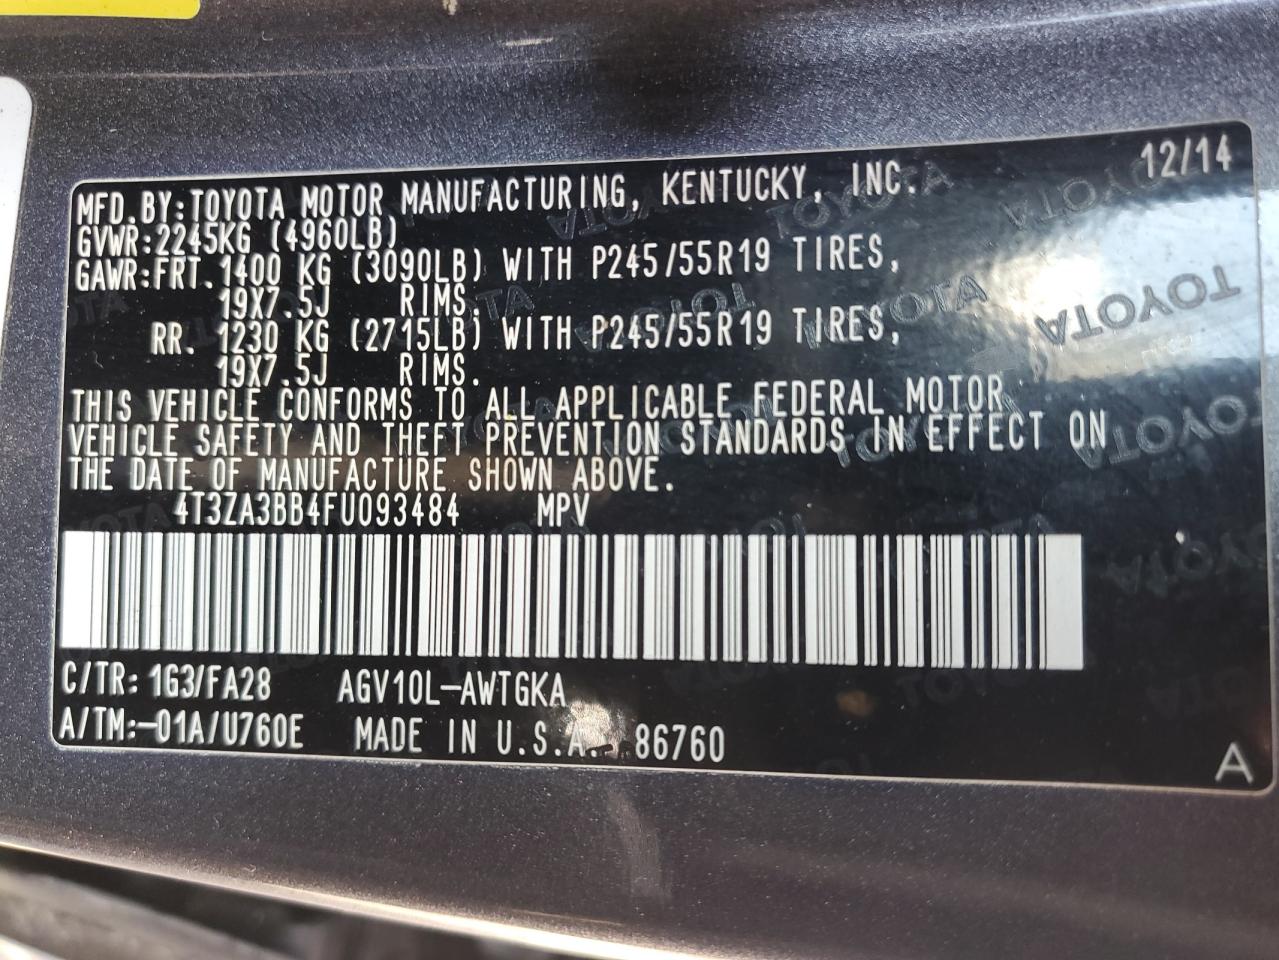 12/14
MFD.BY:TOYOTA MOTOR MANUFACTURING, KENTUCKY, INC.
GVWR:2245KG (4960LB)
GAWR:FRT.1400 KG (3090LB) WITH P245/55R19 TIRES,
19X7.5J RIMS.
RR. 1230 KG (2715LB) WITH P245/55R19 TIRES,
19X7.5J RIMS.
THIS VEHICLE CONFORMS TO ALL APPLICABLE FEDERAL MOTOR
VEHICLE SAFETY AND THEFT PREVENTION STANDARDS IN EFFECT ON
THE DATE OF MANUFACTURE SHOWN ABOVE.
4T3ZA3BB4FU093484 MPV
C/TR: 1G3/FA28 AGV10L-AWTGKA
A/TM:-01A/U760E MADE IN U.S.A. 86760
A
TOYOTA